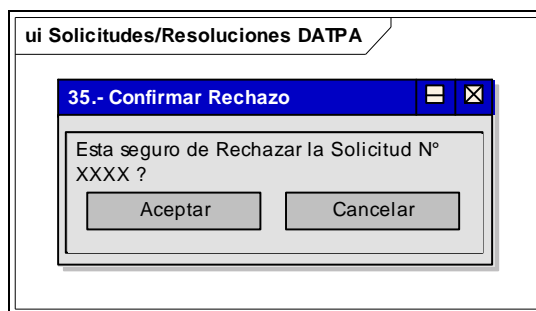 ui Solicitudes/Resoluciones DATPA
35.- Confirmar Rechazo
Esta seguro de Rechazar la Solicitud N°
XXXX ?
Aceptar Cancelar